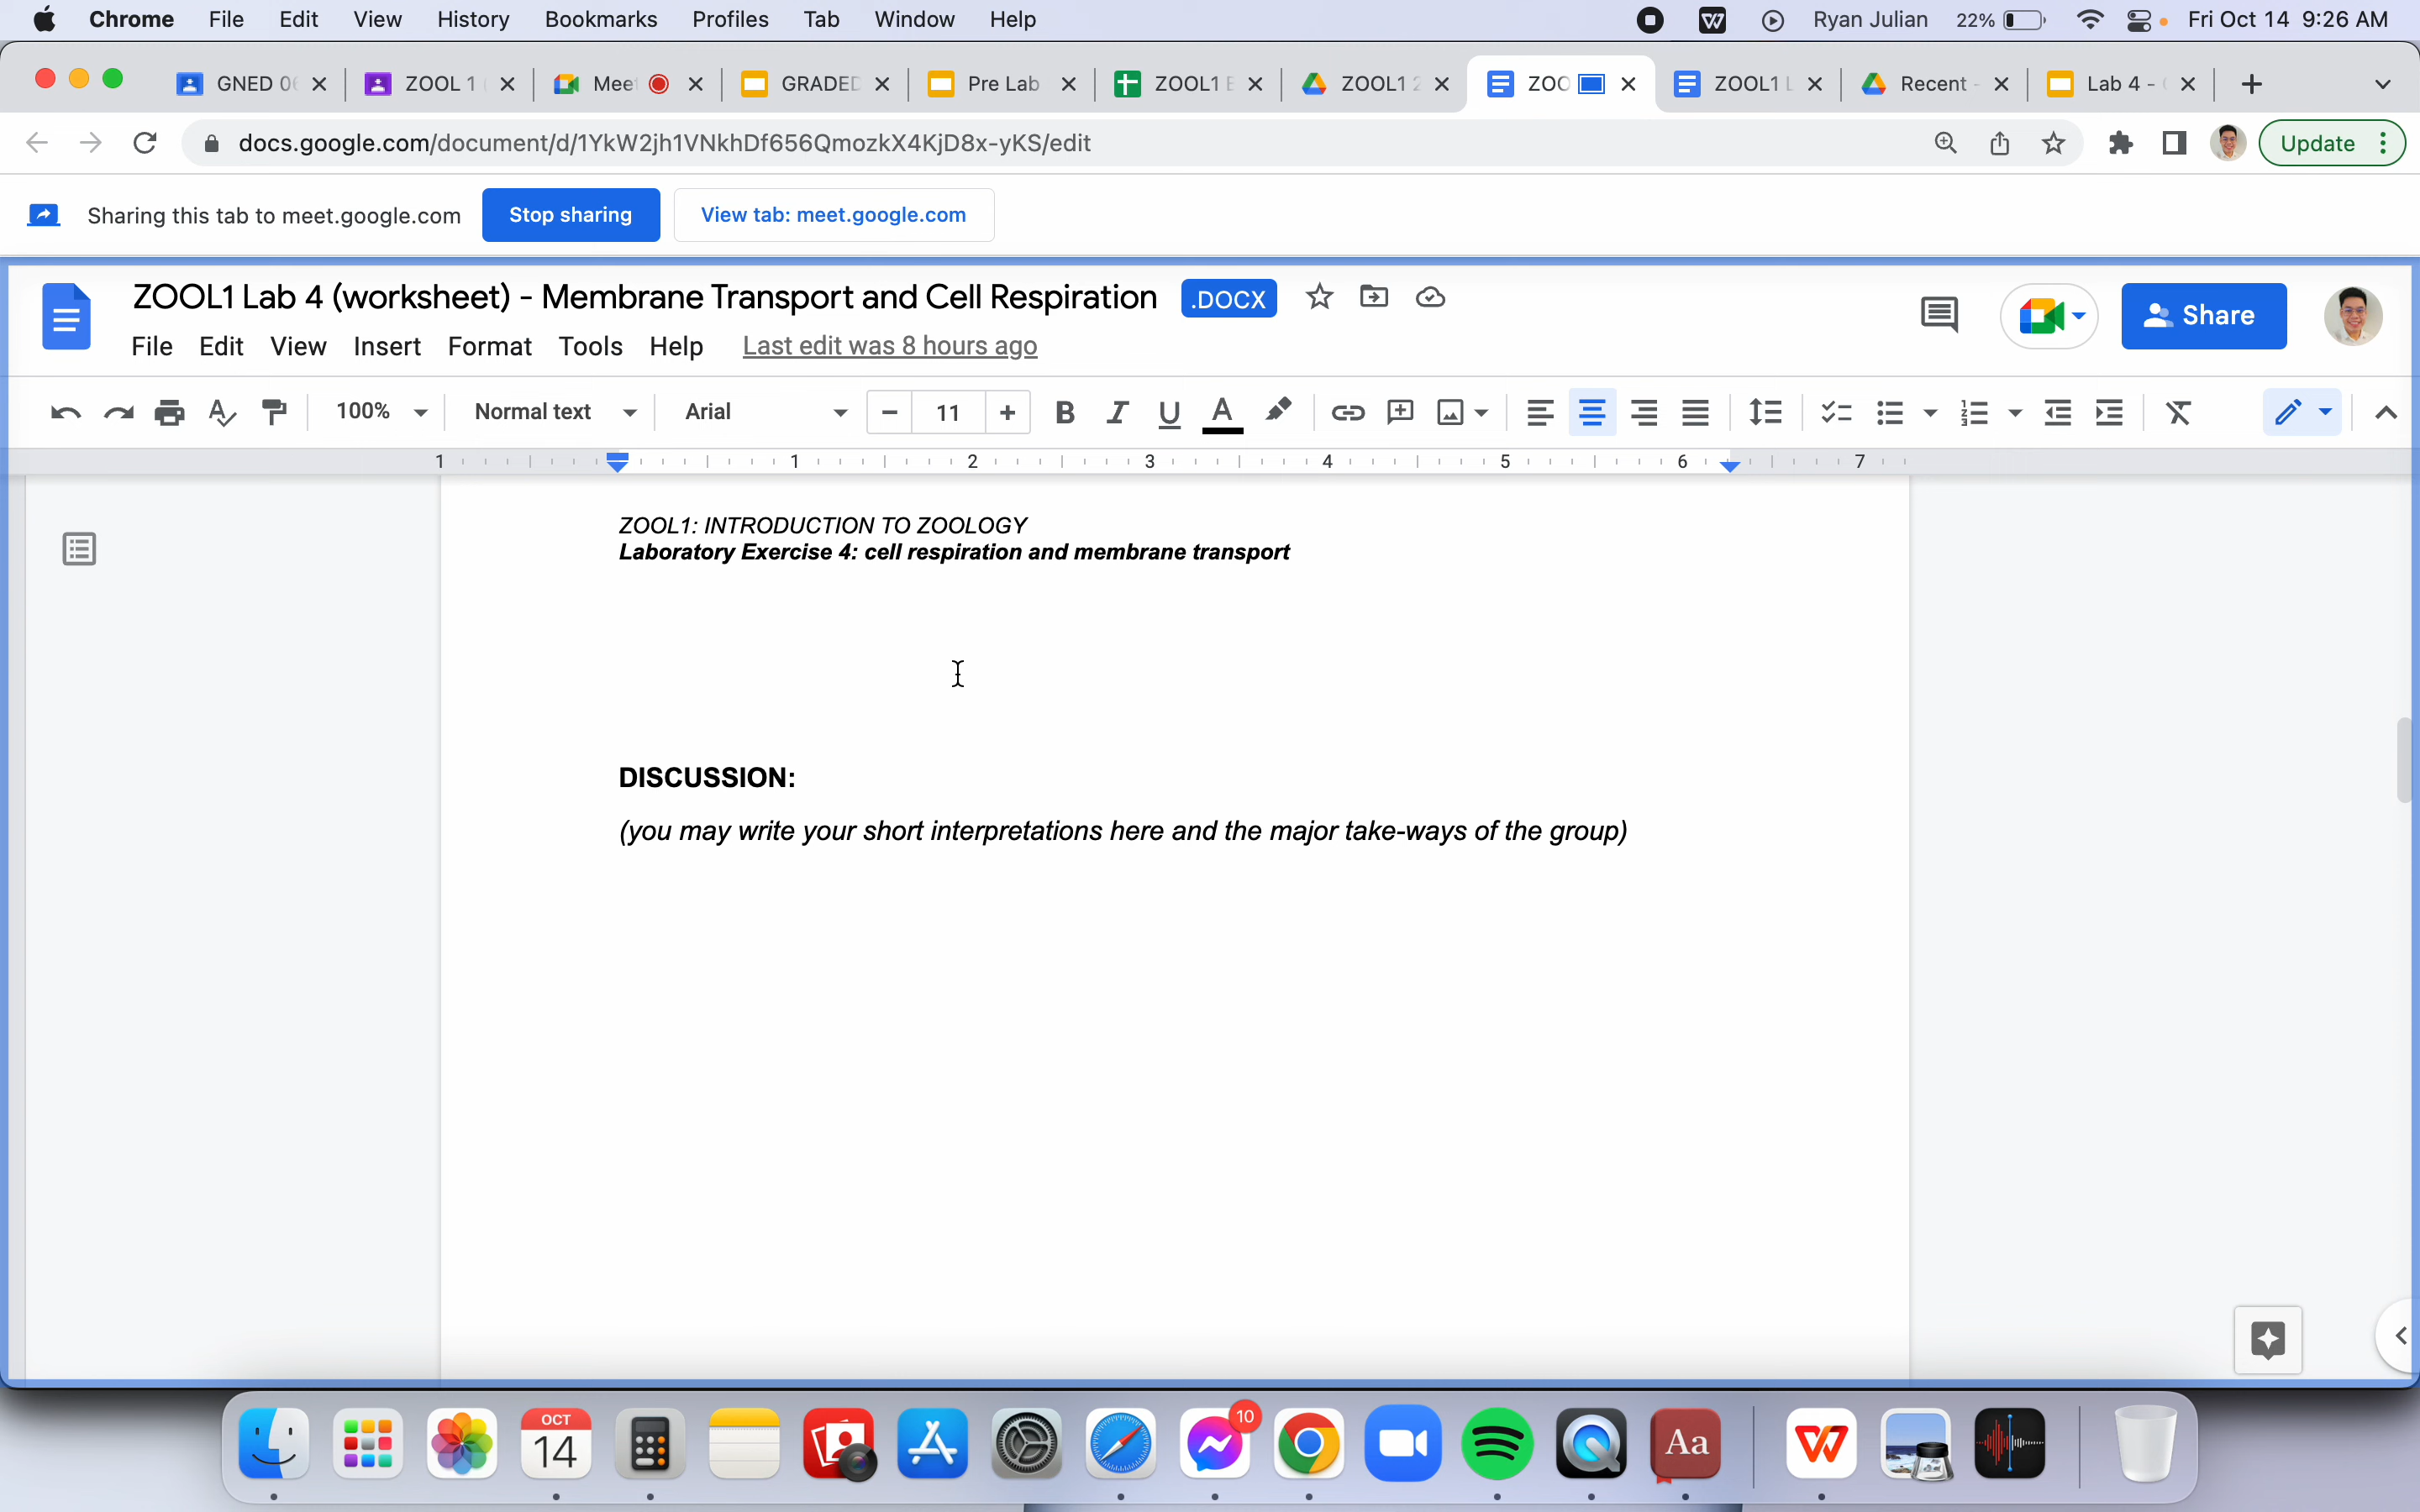 Chrome File Edit View History Bookmarks Profiles Tab Window Help Ryan Julian 22% Fri Oct 14 9:26 AM
GNED ZOOL 1 Meet GRADED Pre Lab ZOOL1 E ZOOL1 2 ZOO ZOOL1 L Recent - Lab 4 -
docs.google.com/document/d/1YkW2jh1VNkhDf656QmozkX4KjD8x-yKS/edit Update
Sharing this tab to meet.google.com Stop sharing View tab: meet.google.com
ZOOL1 Lab 4 (worksheet) - Membrane Transport and Cell Respiration .DOCX
Share
File Edit View Insert Format Tools Help Last edit was 8 hours ago
100% Normal text Arial 11
1 1 2 3 4 5 6 7
ZOOL1: INTRODUCTION TO ZOOLOGY
Laboratory Exercise 4: cell respiration and membrane transport
DISCUSSION:
(you may write your short interpretations here and the major take-ways of the group)
OCT
14
10
Aa